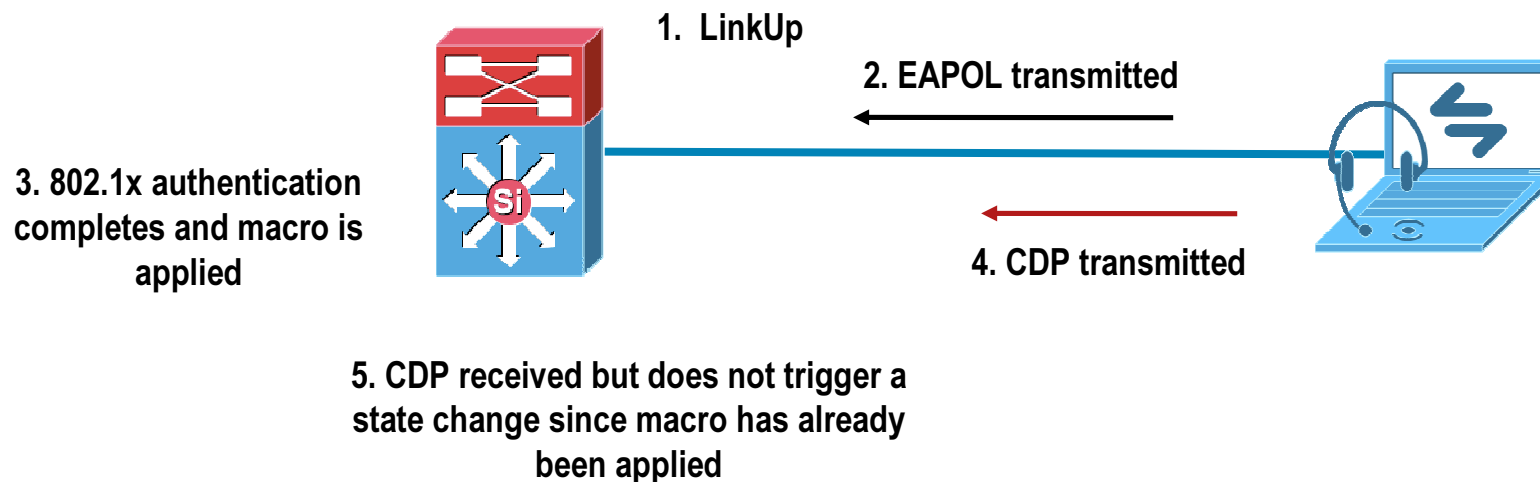 1. LinkUp
2. EAPOL transmitted
Si
3. 802.1x authentication
completes and macro is
applied
4. CDP transmitted
5. CDP received but does not trigger a
state change since macro has already
been applied